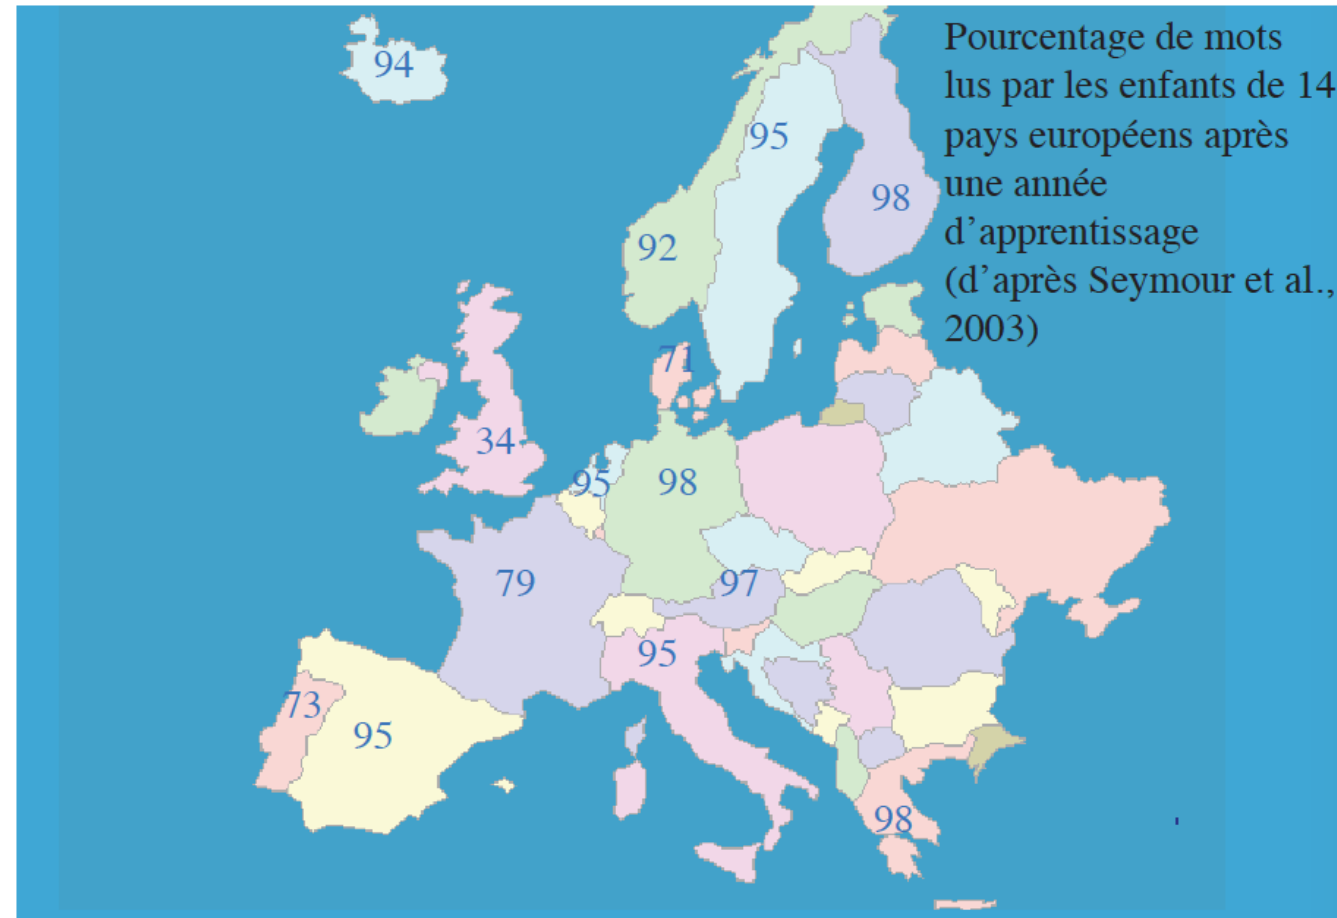 Pourcentage de mots
lus par les enfants de 14
pays européens après
une année
d’apprentissage
(d’après Seymour et al.,
2003)
94
95
98
92
71
34
95
98
79
97
95
73
95
98